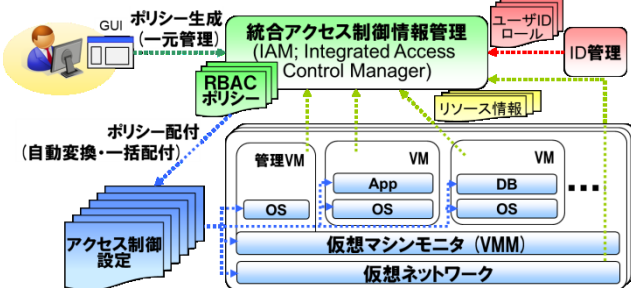 GUI
ポリシー生成
(一元管理)
統合アクセス制御情報管理
(IAM; Integrated Access
Control Manager)
ユーザID
ロール
ID管理
RBAC
ポリシー
リソース情報
ポリシー配付
(自動変換・一括配付)
管理VM
VM
VM
App
DB
OS
OS
OS
アクセス制御
設定
仮想マシンモニタ (VMM)
仮想ネットワーク